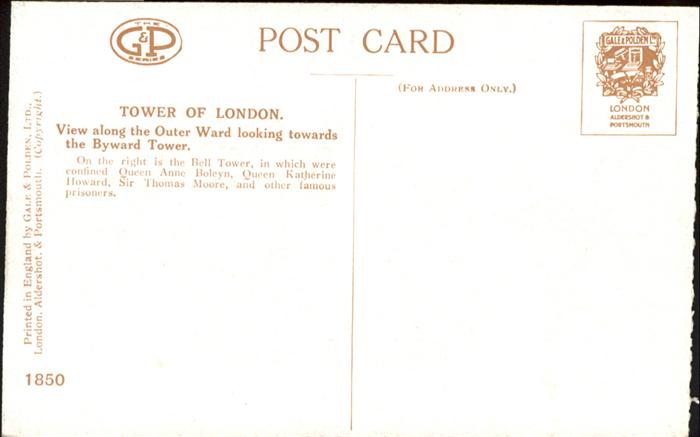 THE
G&P
SERIES
POST CARD
GALE & POLDEN LTD
LONDON
ALDERSHOT &
PORTSMOUTH
(FOR ADDRESS ONLY.)
TOWER OF LONDON.
View along the Outer Ward looking towards
the Byward Tower.
On the right is the Bell Tower, in which were
confined Queen Anne Boleyn, Queen Katherine
Howard, Sir Thomas Moore, and other famous
prisoners.
Printed in England by GALE & POLDEN, LTD.,
London, Aldershot, & Portsmouth. (Copyright.)
1850